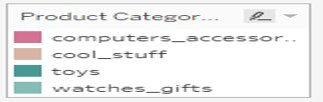 Product Categor...
computers_accessor..
cool_stuff
toys
watches_gifts